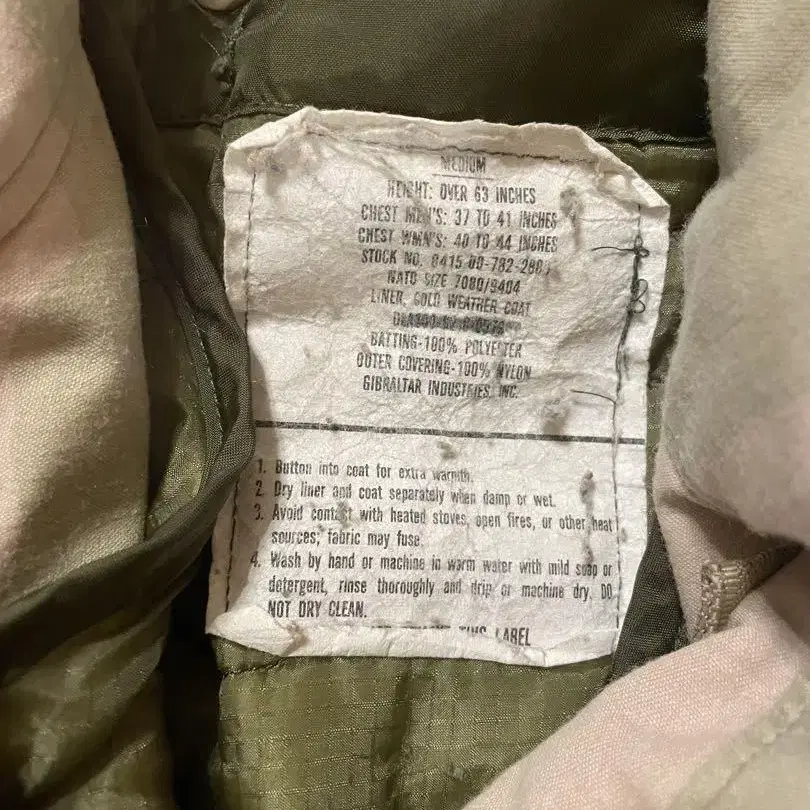 MEDIUM
HEIGHT: OVER 63 INCHES
CHEST MEN'S: 37 TO 41 INCHES
CHEST WMN'S: 40 TO 44 INCHES
STOCK NO. 8415-00-782-288
NATO SIZE 7080/9404
LINER, COLD WEATHER COAT
BATTING-100% POLYESTER
OUTER COVERING-100% NYLON
GIBRALTAR INDUSTRIES, INC.
1. Button into coat for extra warmth.
2. Dry liner and coat separately when damp or wet.
3. Avoid contact with heated stoves, open fires, or other heat
sources; fabric may fuse.
4. Wash by hand or machine in warm water with mild soap or
detergent, rinse thoroughly and drip or machine dry. DO
NOT DRY CLEAN.
THIS LABEL